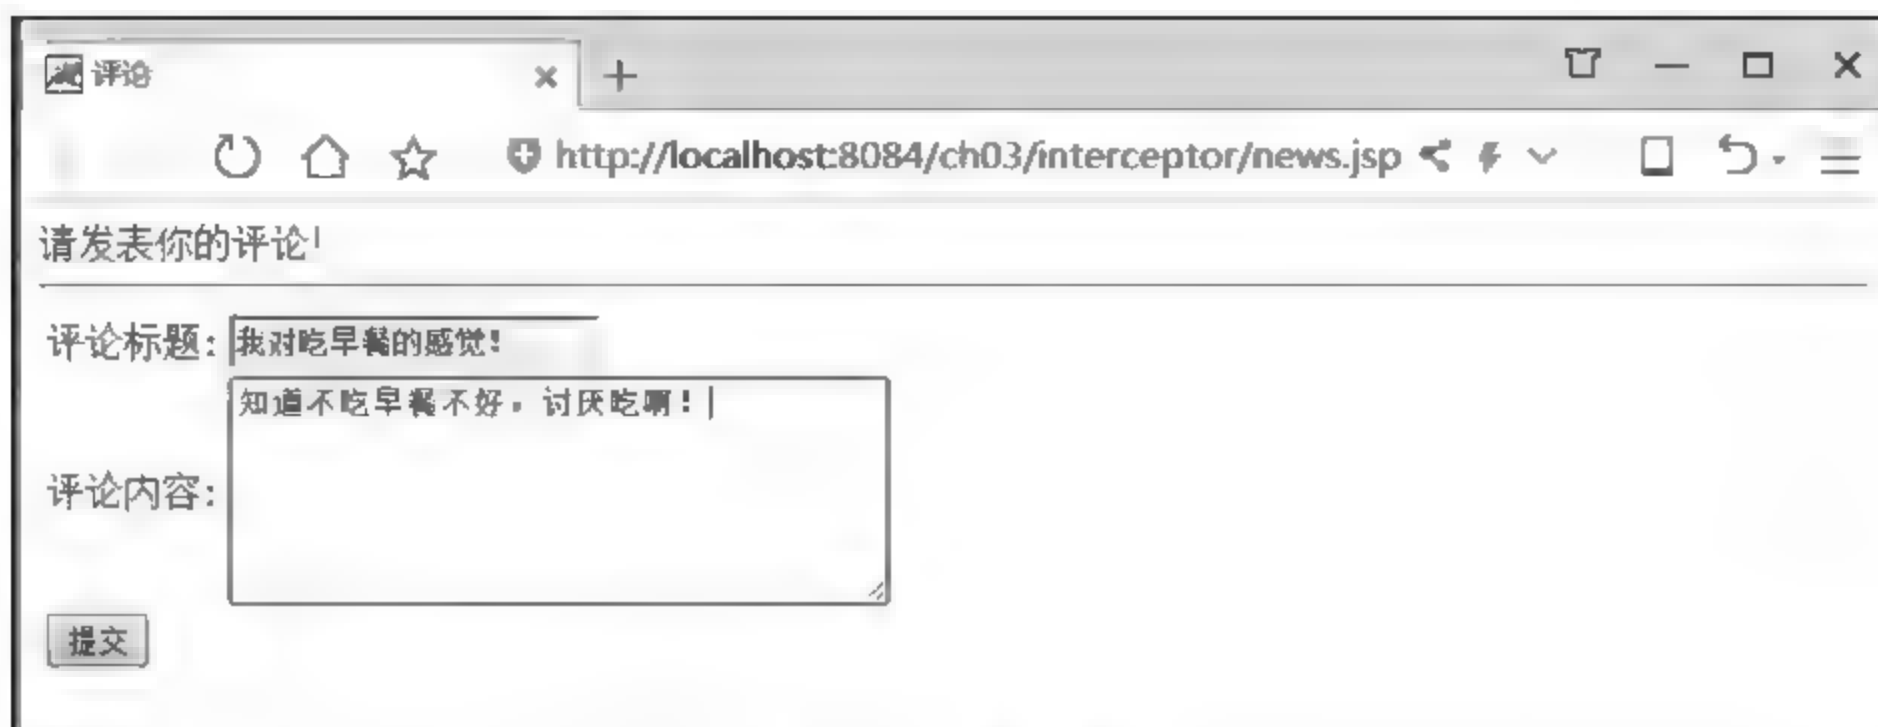 评论
http://localhost:8084/ch03/interceptor/news.jsp
请发表你的评论!
评论标题: 我对吃早餐的感觉!
知道不吃早餐不好，讨厌吃啊!
评论内容:
提交